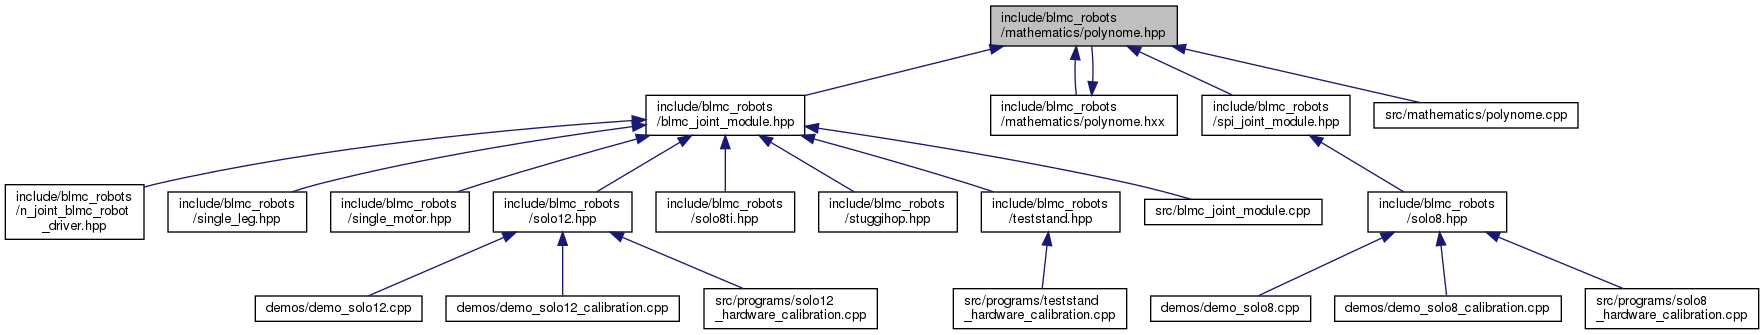 include/blmc_robots
/mathematics/polynome.hpp
include/blmc_robots
/blmc_joint_module.hpp
include/blmc_robots
/mathematics/polynome.hxx
include/blmc_robots
/spi_joint_module.hpp
src/mathematics/polynome.cpp
include/blmc_robots
/n_joint_blmc_robot
_driver.hpp
include/blmc_robots
/single_leg.hpp
include/blmc_robots
/single_motor.hpp
include/blmc_robots
/solo12.hpp
include/blmc_robots
/solo8ti.hpp
include/blmc_robots
/stuggihop.hpp
include/blmc_robots
/teststand.hpp
src/blmc_joint_module.cpp
include/blmc_robots
/solo8.hpp
demos/demo_solo12.cpp
demos/demo_solo12_calibration.cpp
src/programs/solo12
_hardware_calibration.cpp
src/programs/teststand
_hardware_calibration.cpp
demos/demo_solo8.cpp
demos/demo_solo8_calibration.cpp
src/programs/solo8
_hardware_calibration.cpp